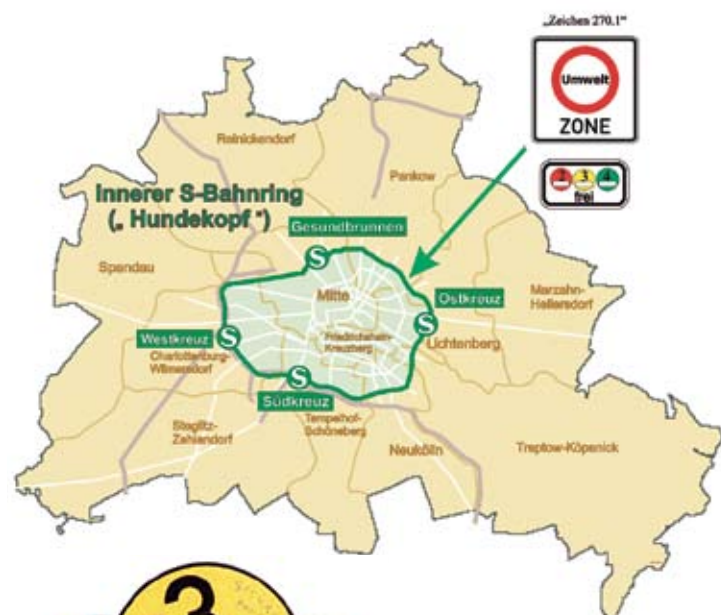 „Zeichen 270.1“
Umwelt
ZONE
2 3 4
frei
Reinickendorf
Pankow
Innerer S-Bahnring
(„ Hundekopf “)
Gesundbrunnen
S
Spandau
Mitte
Marzahn-
Hellersdorf
Ostkreuz
S
Westkreuz
S
Friedrichshain-
Kreuzberg
Lichtenberg
Charlottenburg-
Wilmersdorf
S
Südkreuz
Steglitz-
Zehlendorf
Tempelhof-
Schöneberg
Neukölln
Treptow-Köpenick
3